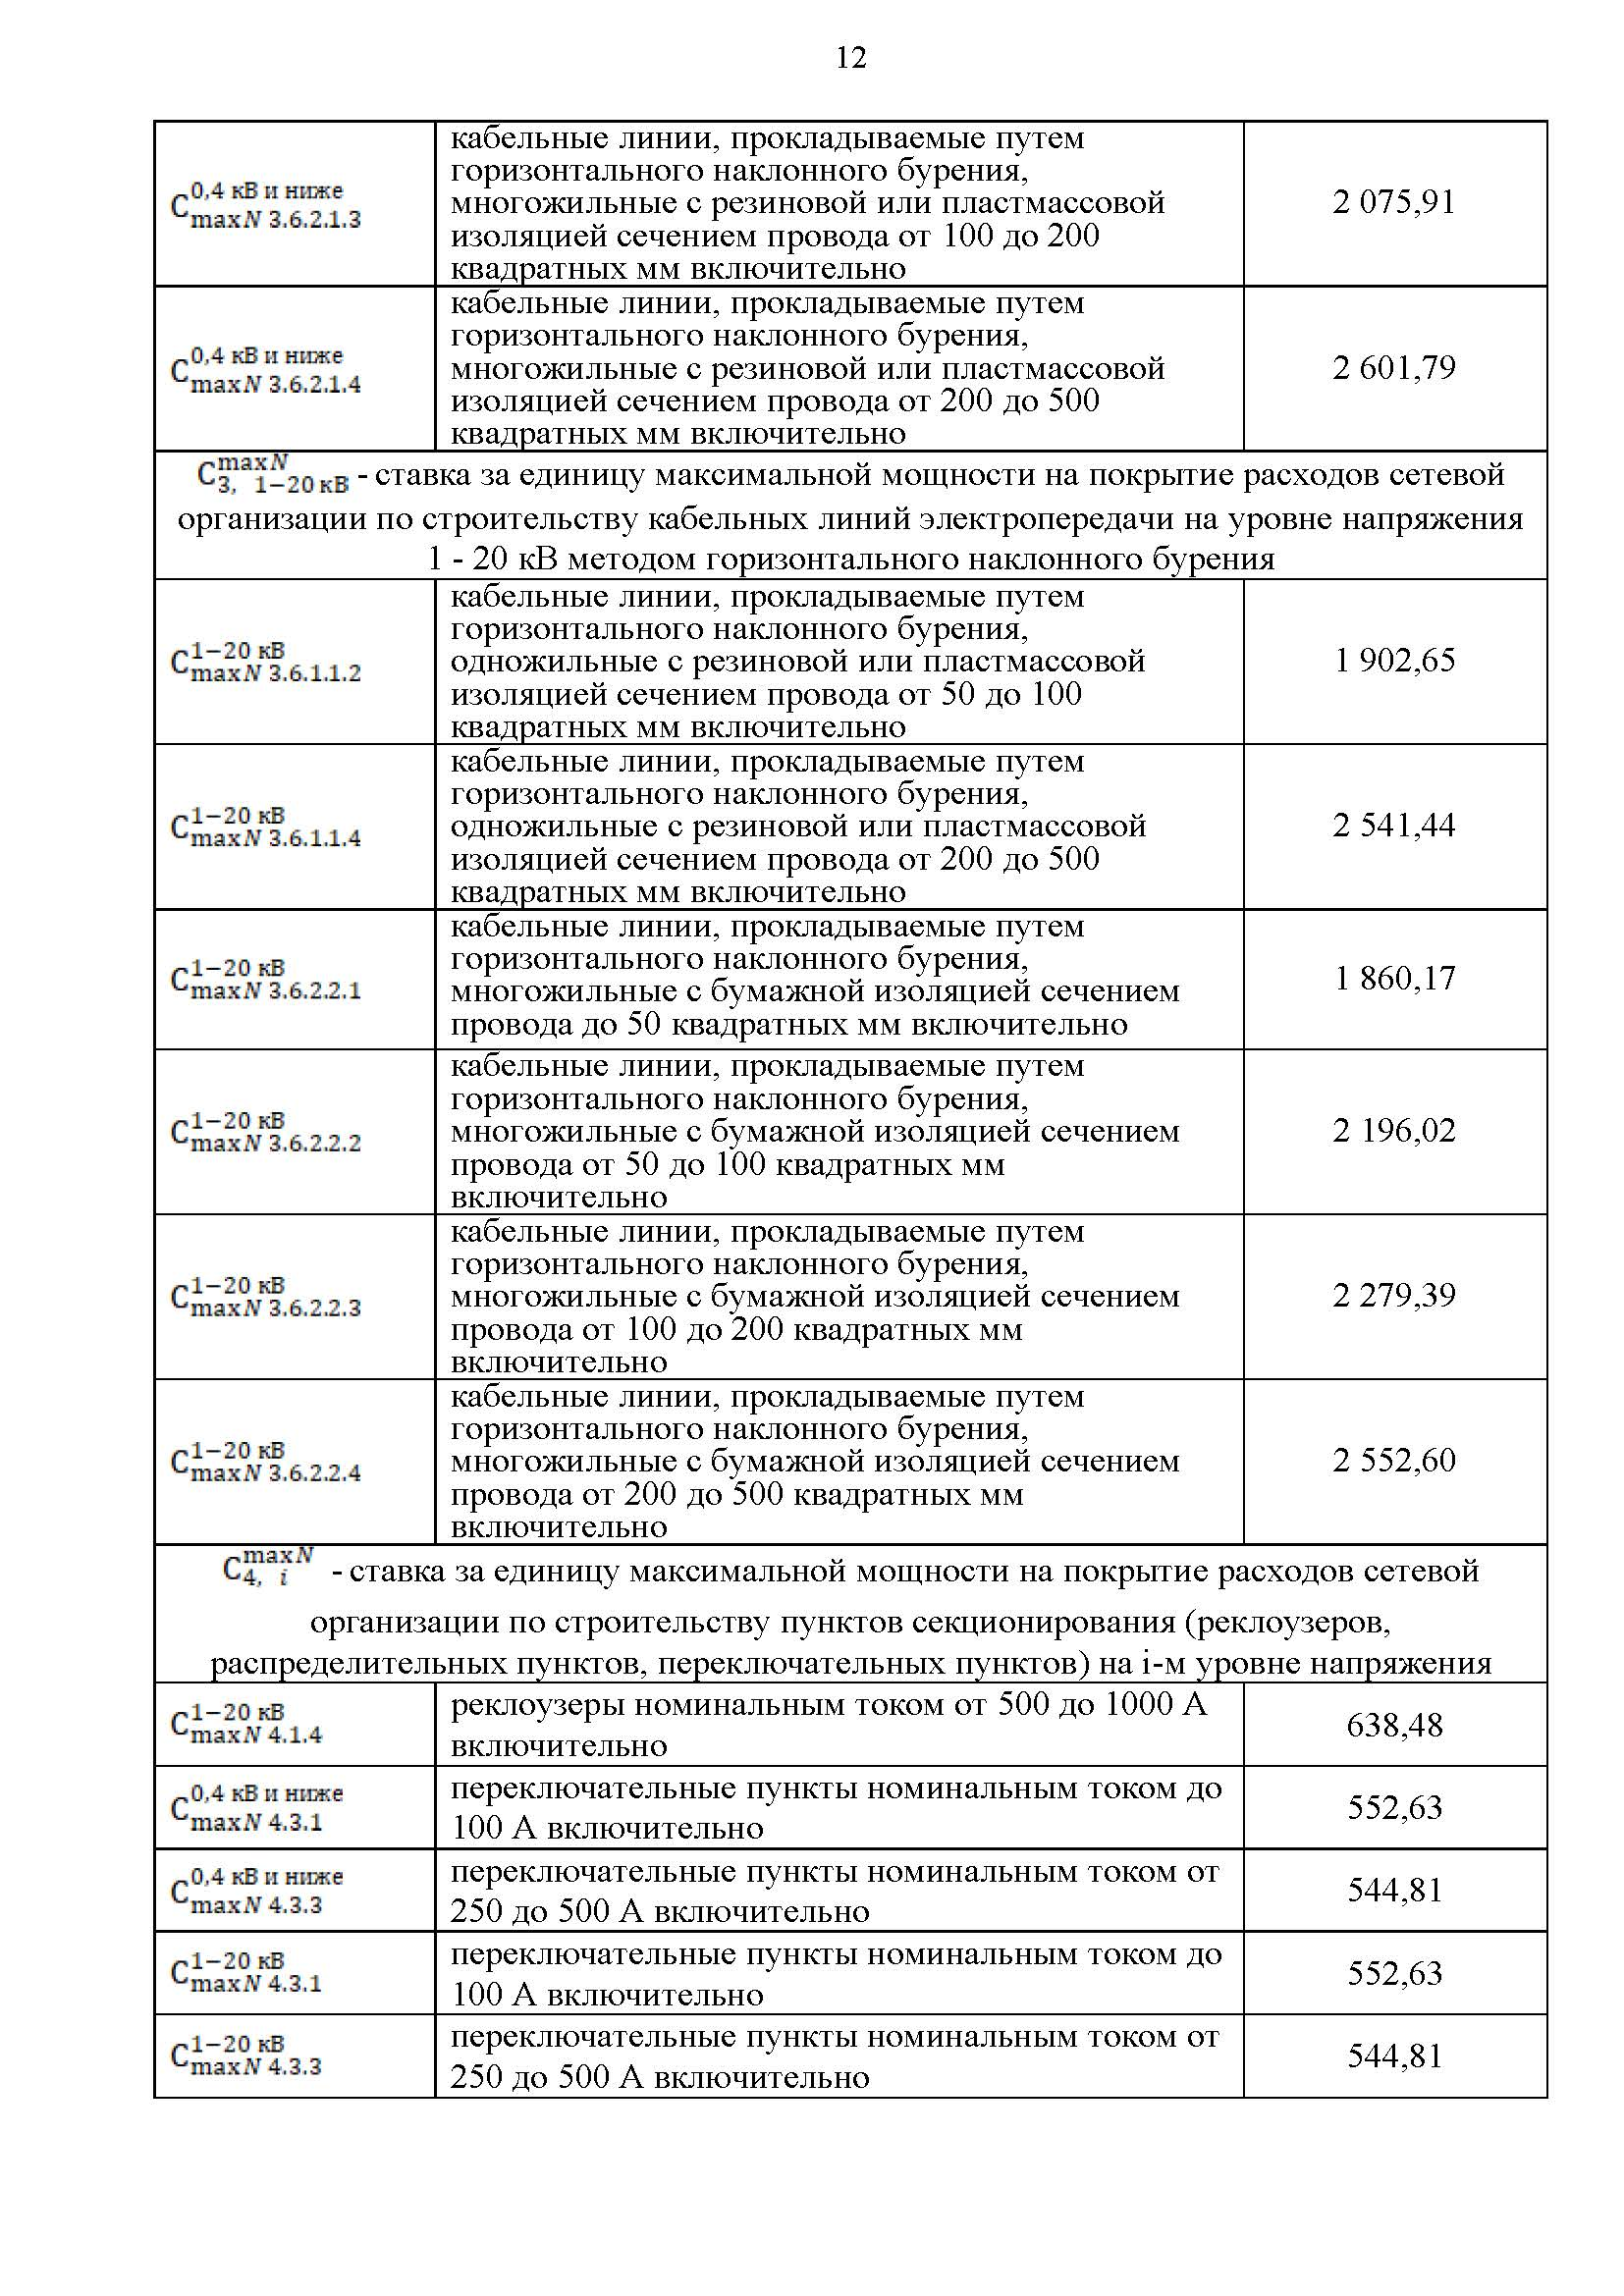 12
С 0,4 кВ и ниже
maxN 3.6.2.1.3
кабельные линии, прокладываемые путем
горизонтального наклонного бурения,
многожильные с резиновой или пластмассовой
изоляцией сечением провода от 100 до 200
квадратных мм включительно
2 075,91
С 0,4 кВ и ниже
maxN 3.6.2.1.4
кабельные линии, прокладываемые путем
горизонтального наклонного бурения,
многожильные с резиновой или пластмассовой
изоляцией сечением провода от 200 до 500
квадратных мм включительно
2 601,79
С maxN 3, 1–20 кВ - ставка за единицу максимальной мощности на покрытие расходов сетевой
организации по строительству кабельных линий электропередачи на уровне напряжения
1 - 20 кВ методом горизонтального наклонного бурения
С 1–20 кВ
maxN 3.6.1.1.2
кабельные линии, прокладываемые путем
горизонтального наклонного бурения,
одножильные с резиновой или пластмассовой
изоляцией сечением провода от 50 до 100
квадратных мм включительно
1 902,65
С 1–20 кВ
maxN 3.6.1.1.4
кабельные линии, прокладываемые путем
горизонтального наклонного бурения,
одножильные с резиновой или пластмассовой
изоляцией сечением провода от 200 до 500
квадратных мм включительно
2 541,44
С 1–20 кВ
maxN 3.6.2.2.1
кабельные линии, прокладываемые путем
горизонтального наклонного бурения,
многожильные с бумажной изоляцией сечением
провода до 50 квадратных мм включительно
1 860,17
С 1–20 кВ
maxN 3.6.2.2.2
кабельные линии, прокладываемые путем
горизонтального наклонного бурения,
многожильные с бумажной изоляцией сечением
провода от 50 до 100 квадратных мм
включительно
2 196,02
С 1–20 кВ
maxN 3.6.2.2.3
кабельные линии, прокладываемые путем
горизонтального наклонного бурения,
многожильные с бумажной изоляцией сечением
провода от 100 до 200 квадратных мм
включительно
2 279,39
С 1–20 кВ
maxN 3.6.2.2.4
кабельные линии, прокладываемые путем
горизонтального наклонного бурения,
многожильные с бумажной изоляцией сечением
провода от 200 до 500 квадратных мм
включительно
2 552,60
С maxN 4, i - ставка за единицу максимальной мощности на покрытие расходов сетевой
организации по строительству пунктов секционирования (реклоузеров,
распределительных пунктов, переключательных пунктов) на i-м уровне напряжения
С 1–20 кВ
maxN 4.1.4
реклоузеры номинальным током от 500 до 1000 А
включительно
638,48
С 0,4 кВ и ниже
maxN 4.3.1
переключательные пункты номинальным током до
100 А включительно
552,63
С 0,4 кВ и ниже
maxN 4.3.3
переключательные пункты номинальным током от
250 до 500 А включительно
544,81
С 1–20 кВ
maxN 4.3.1
переключательные пункты номинальным током до
100 А включительно
552,63
С 1–20 кВ
maxN 4.3.3
переключательные пункты номинальным током от
250 до 500 А включительно
544,81